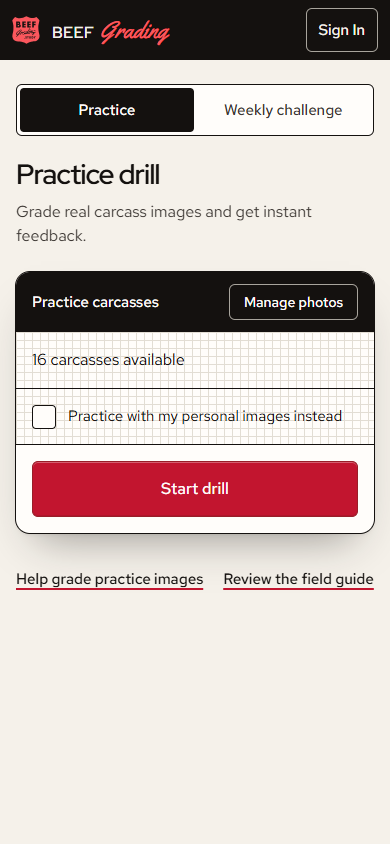 BEEF
Grading
BEEF Grading
Sign In
Practice
Weekly challenge
Practice drill
Grade real carcass images and get instant
feedback.
Practice carcasses
Manage photos
16 carcasses available
Practice with my personal images instead
Start drill
Help grade practice images
Review the field guide